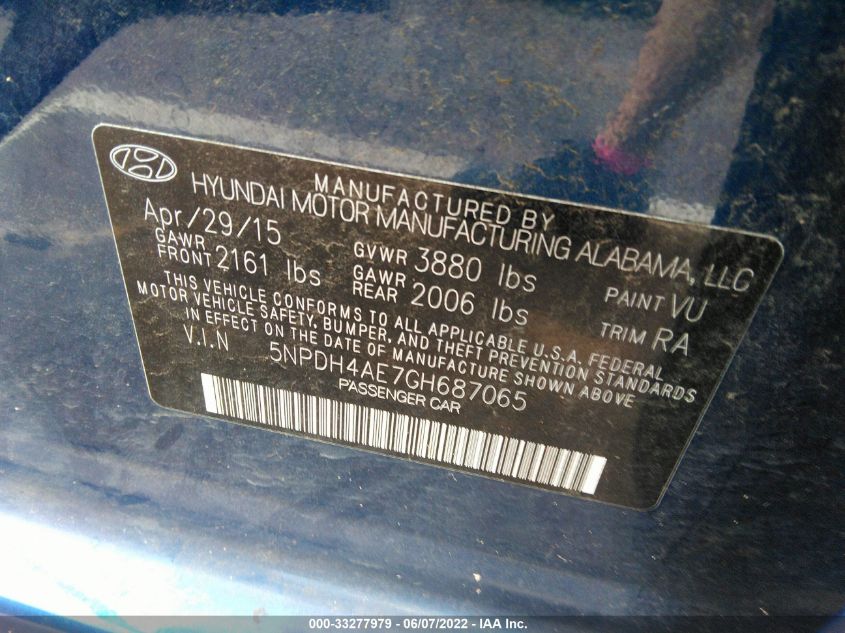 MANUFACTURED BY
HYUNDAI MOTOR MANUFACTURING ALABAMA, LLC
Apr/29/15 GVWR 3880 lbs PAINT VU
GAWR FRONT 2161 lbs GAWR REAR 2006 lbs TRIM RA
THIS VEHICLE CONFORMS TO ALL APPLICABLE U.S.A. FEDERAL
MOTOR VEHICLE SAFETY, BUMPER, AND THEFT PREVENTION STANDARDS
IN EFFECT ON THE DATE OF MANUFACTURE SHOWN ABOVE
V.I.N 5NPDH4AE7GH687065
PASSENGER CAR
000-33277979 - 06/07/2022 - IAA Inc.